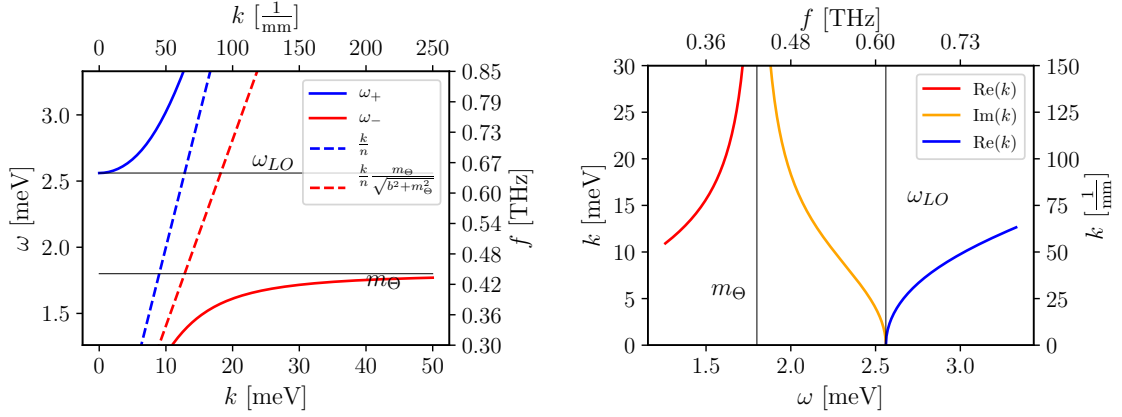 k [1/mm]
0 50 100 150 200 250
3.0
2.5
2.0
1.5
ω [meV]
0.85
0.79
0.73
0.67
0.60
0.54
0.48
0.42
0.36
0.30
f [THz]
ω₊
ω₋
k/n
k/n m_Θ/√(b²+m_Θ²)
ω_LO
m_Θ
0 10 20 30 40 50
k [meV]
f [THz]
0.36 0.48 0.61 0.73
30
25
20
15
10
5
0
k [meV]
150
125
100
75
50
25
0
k [1/mm]
Re(k)
Im(k)
Re(k)
ω_LO
m_Θ
1.5 2.0 2.5 3.0
ω [meV]